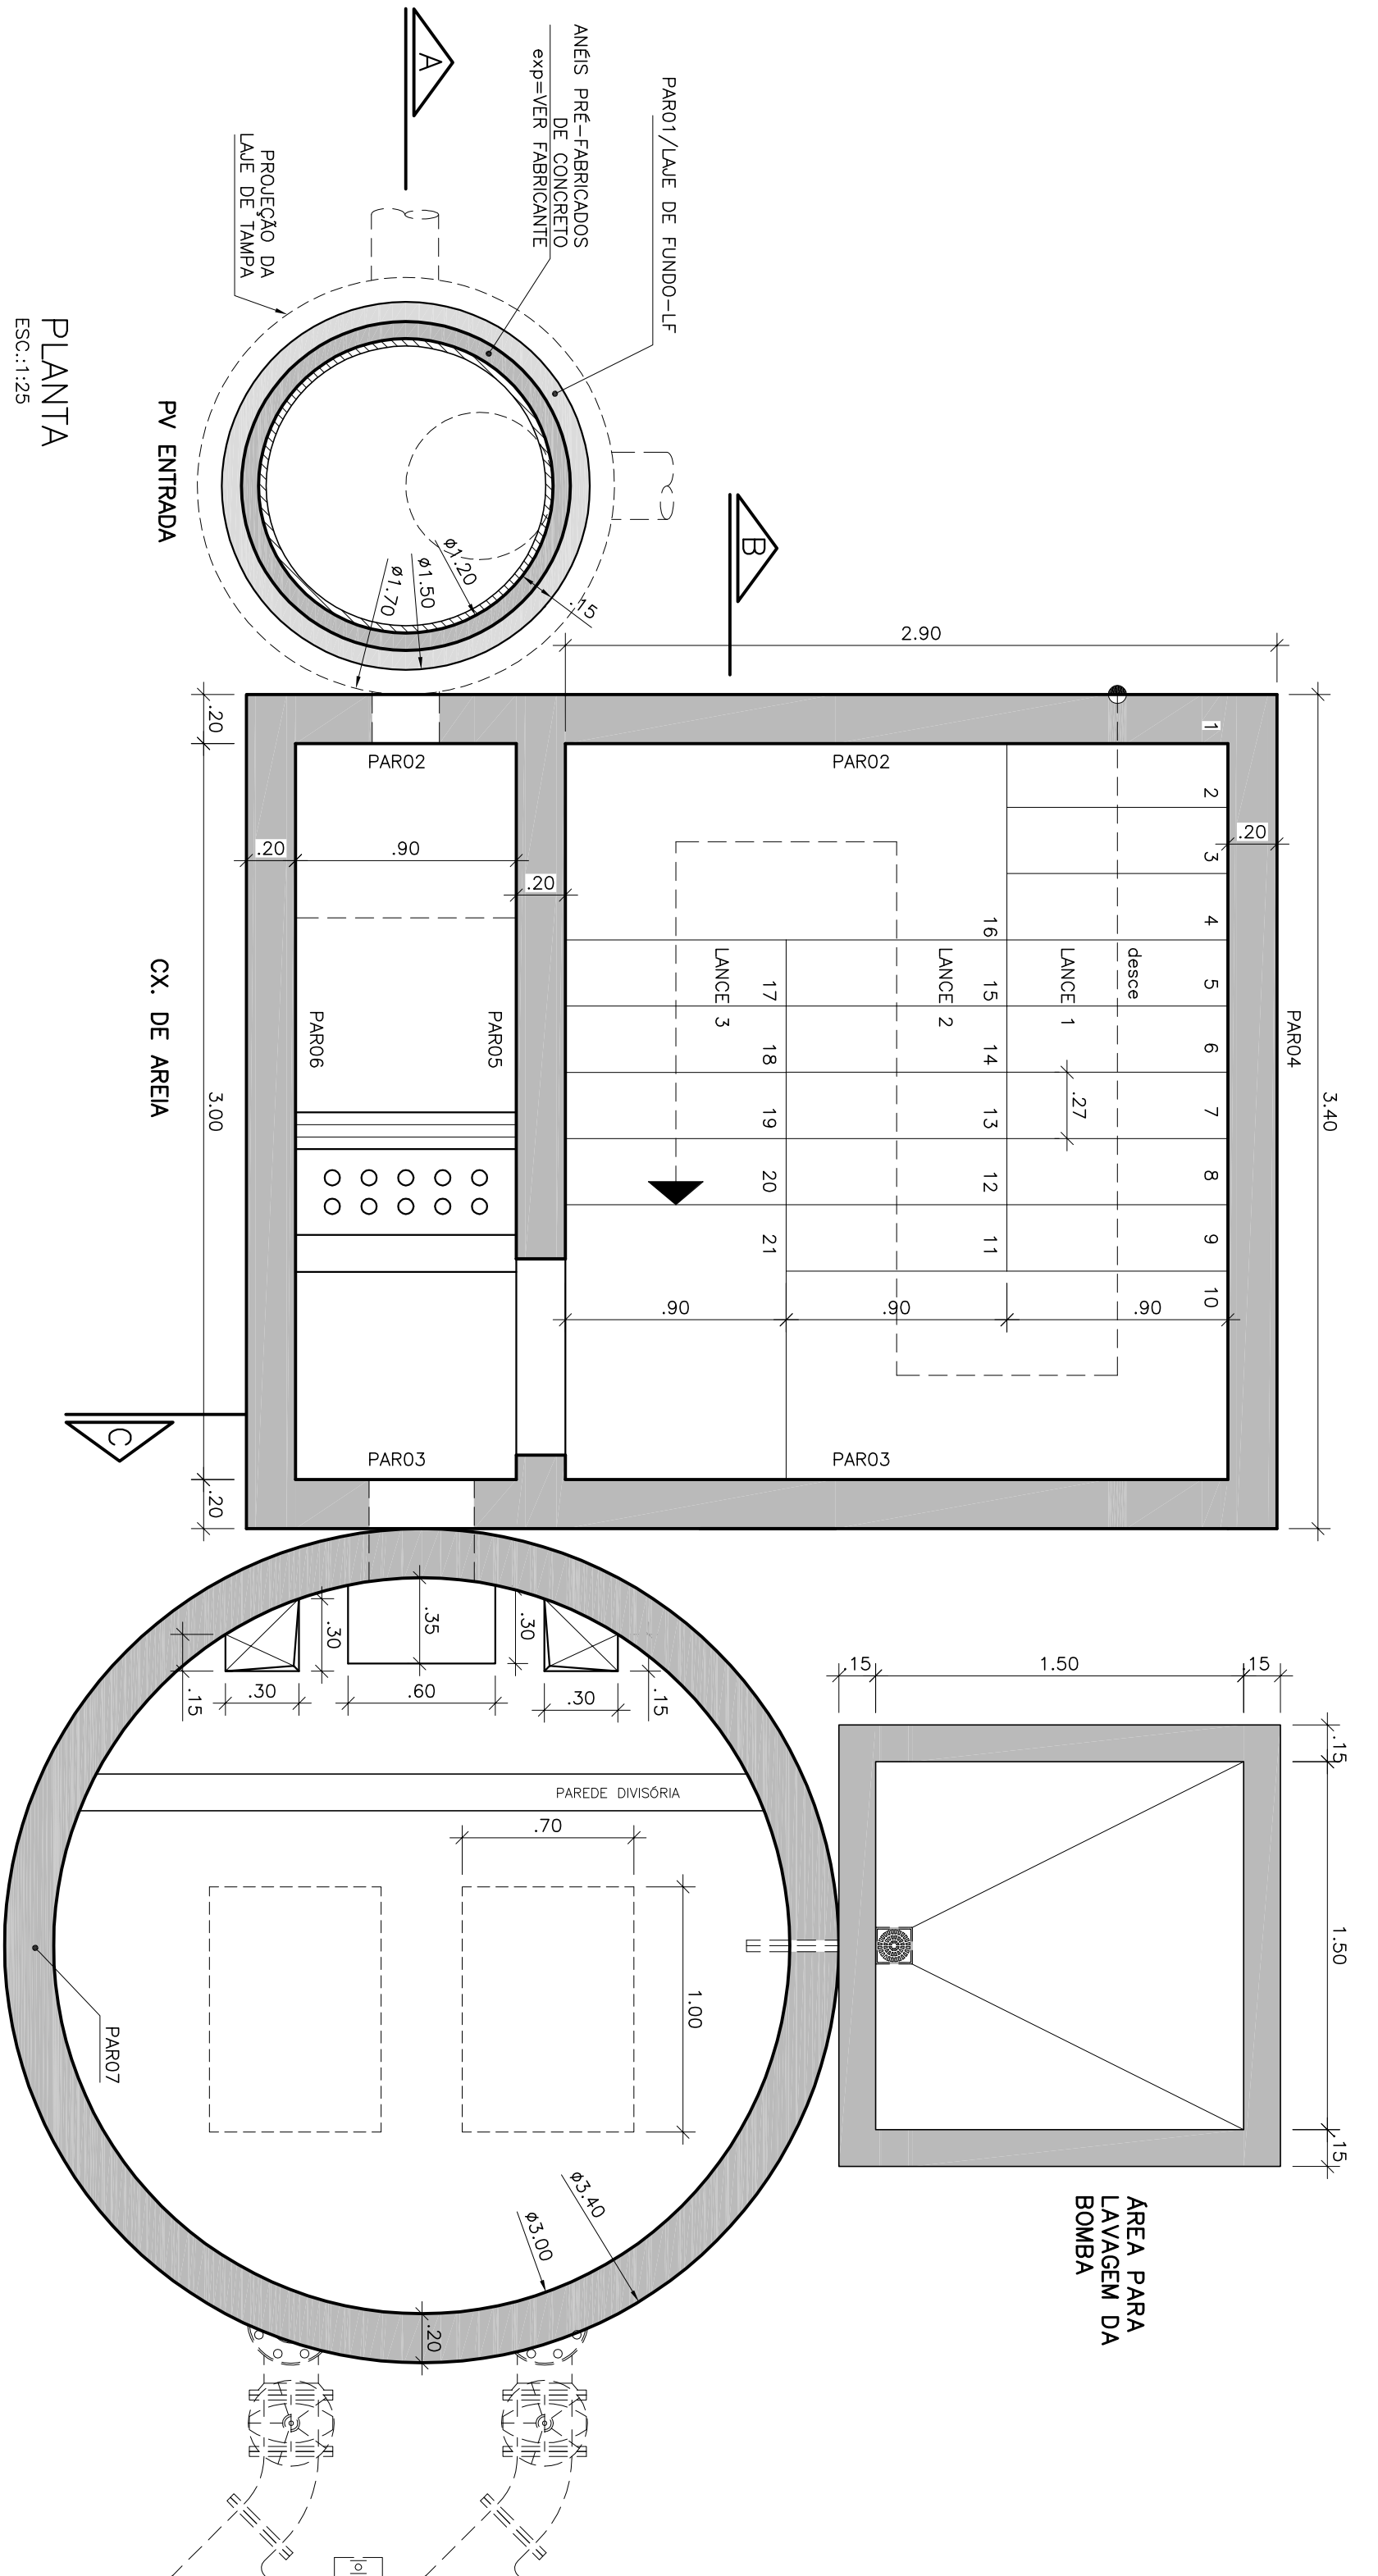 PLANTA
ESC.:1:25
PV ENTRADA
PROJEÇÃO DA
LAJE DE TAMPA
ANÉIS PRÉ-FABRICADOS
DE CONCRETO
exp=VER FABRICANTE
PAR01/LAJE DE FUNDO-LF
A
B
ø1.20
ø1.50
ø1.70
.15
2.90
3.40
.20
3.00
.20
.20
.90
.20
.20
PAR02
PAR02
PAR03
PAR03
PAR04
PAR05
PAR06
CX. DE AREIA
1
2
3
4
5
6
7
8
9
10
desce
LANCE 1
.27
16
15
14
13
12
11
LANCE 2
17
18
19
20
21
LANCE 3
.90
.90
.90
C
.35
.30
.30
.15
.30
.60
.30
.15
PAREDE DIVISÓRIA
.70
1.00
PAR07
ø3.40
ø3.00
.20
.15
1.50
.15
.15
1.50
.15
ÁREA PARA
LAVAGEM DA
BOMBA